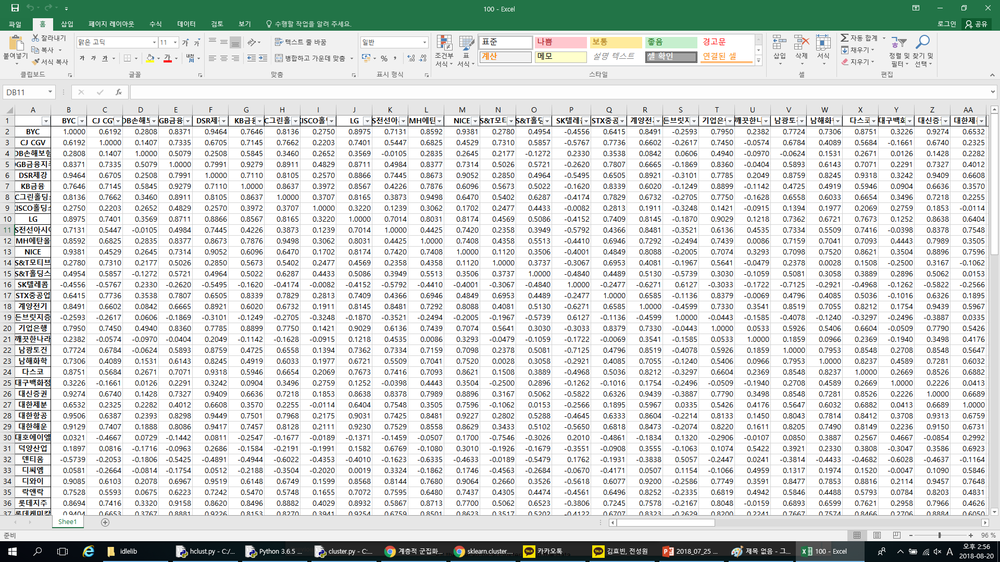 100 - Excel
파일 홈 삽입 페이지 레이아웃 수식 데이터 검토 보기 수행할 작업을 알려 주세요. 로그인 공유
잘라내기 맑은 고딕 11 텍스트 줄 바꿈 일반 표준 나쁨 보통 좋음 경고문 자동 합계
붙여넣기 복사 병합하고 가운데 맞춤 조건부 서식 표 서식 계산 메모 설명 텍스트 셀 확인 연결된 셀 삽입 삭제 서식 채우기 정렬 및 필터 찾기 및 선택
서식 복사 지우기
클립보드 글꼴 맞춤 표시 형식 스타일 셀 편집
DB11 fx
A B C D E F G H I J K L M N O P Q R S T U V W X Y Z AA
1 BYC CJ CG DSR제 KB금융 LG MH에탄 NICE S&T모티 S&T홀딩 SK텔레 STX중공 계양전 든브릿지 기업은 깨끗한나 남광토 남해화 다스코 대구백화 대신증 대한제
2 BYC 1.0000 0.6192 0.2808 0.8371 0.9464 0.7646 0.8136 0.2750 0.8975 0.7131 0.8592 0.9381 0.2780 0.4954 -0.4556 0.6415 0.8491 -0.2593 0.7950 0.2382 0.7724 0.7306 0.8751 0.3226 0.9274 0.6532
3 CJ CGV 0.6192 1.0000 0.1407 0.7335 0.6705 0.7145 0.7662 0.2203 0.7401 0.5447 0.6825 0.4529 0.7310 0.5857 -0.5767 0.7736 0.6602 -0.2617 0.7450 -0.0574 0.6784 0.4089 0.5684 -0.1661 0.6740 0.2325
4 DB손해보험 0.2808 0.1407 1.0000 0.5079 0.2508 0.5845 0.3460 0.2652 0.3569 -0.0105 0.2835 0.2645 0.2177 -0.1272 0.2330 0.3538 0.0842 0.0606 0.4940 -0.0970 -0.0624 0.1531 0.2671 0.0126 0.1428 0.2282
5 DGB금융지주 0.8371 0.7335 0.5079 1.0000 0.7991 0.9279 0.8911 0.4829 0.8711 0.4984 0.8377 0.7314 0.5026 0.5721 -0.2620 0.7807 0.6665 -0.1869 0.8360 -0.0404 0.5893 0.6143 0.7071 0.2291 0.7327 0.4012
6 DSR제강 0.9464 0.6705 0.2508 0.7991 1.0000 0.7110 0.8105 0.2570 0.8866 0.7445 0.8673 0.9052 0.2850 0.4964 -0.5495 0.6505 0.8921 -0.3101 0.7785 0.2049 0.8759 0.8245 0.9318 0.3242 0.9409 0.6608
7 KB금융 0.7646 0.7145 0.5845 0.9279 0.7110 1.0000 0.8637 0.3972 0.8567 0.4226 0.7876 0.6096 0.5673 0.5022 -0.1620 0.8339 0.6020 -0.1249 0.8899 -0.1142 0.4725 0.4919 0.5946 0.0904 0.6636 0.3570
8 C그린홀딩스 0.8136 0.7662 0.3460 0.8911 0.8105 0.8637 1.0000 0.3707 0.8165 0.3873 0.9498 0.6470 0.5402 0.6287 -0.4174 0.7829 0.6732 -0.2705 0.7750 -0.1628 0.6558 0.6033 0.6654 0.3496 0.7218 0.2255
9 KISCO홀딩스 0.2750 0.2203 0.2652 0.4829 0.2570 0.3972 0.3707 1.0000 0.3220 0.1239 0.3062 0.1702 0.2477 0.4433 -0.0082 0.2813 0.1911 -0.3248 0.1421 -0.0915 0.1394 0.1977 0.2069 0.2759 0.1853 -0.0114
10 LG 0.8975 0.7401 0.3569 0.8711 0.8866 0.8567 0.8165 0.3220 1.0000 0.7014 0.8031 0.8174 0.4569 0.5086 -0.4152 0.7409 0.8145 -0.1870 0.9029 0.1218 0.7362 0.6721 0.7673 0.1252 0.8638 0.6404
11 S전선아시아 0.7131 0.5447 -0.0105 0.4984 0.7445 0.4226 0.3873 0.1239 0.7014 1.0000 0.4425 0.7420 0.2358 0.3949 -0.5792 0.4366 0.8481 -0.3521 0.6136 0.4535 0.7334 0.5509 0.7416 -0.0398 0.8378 0.7548
12 MH에탄올 0.8592 0.6825 0.2835 0.8377 0.8673 0.7876 0.9498 0.3062 0.8031 0.4425 1.0000 0.7408 0.4358 0.5513 -0.4410 0.6946 0.7292 -0.2494 0.7439 0.0086 0.7159 0.7041 0.7093 0.4443 0.7989 0.3505
13 NICE 0.9381 0.4529 0.2645 0.7314 0.9052 0.6096 0.6470 0.1702 0.8174 0.7420 0.7408 1.0000 0.1120 0.3506 -0.4001 0.4849 0.8088 -0.2005 0.7074 0.3293 0.7098 0.7520 0.8621 0.3504 0.8896 0.7596
14 S&T모티브 0.2780 0.7310 0.2177 0.5026 0.2850 0.5673 0.5402 0.2477 0.4569 0.2358 0.4358 0.1120 1.0000 0.3737 -0.3067 0.6953 0.4081 -0.1967 0.5641 -0.0479 0.2378 0.0028 0.1508 -0.2500 0.3167 -0.1062
15 S&T홀딩스 0.4954 0.5857 -0.1272 0.5721 0.4964 0.5022 0.6287 0.4433 0.5086 0.3949 0.5513 0.3506 0.3737 1.0000 -0.4840 0.4489 0.5130 -0.5739 0.3030 -0.1059 0.5081 0.3058 0.3889 0.2896 0.5062 0.0153
16 SK텔레콤 -0.4556 -0.5767 0.2330 -0.2620 -0.5495 -0.1620 -0.4174 -0.0082 -0.4152 -0.5792 -0.4410 -0.4001 -0.3067 -0.4840 1.0000 -0.2477 -0.6271 0.6127 -0.3033 -0.1722 -0.7125 -0.2921 -0.4968 -0.1262 -0.5822 -0.2566
17 STX중공업 0.6415 0.7736 0.3538 0.7807 0.6505 0.8339 0.7829 0.2813 0.7409 0.4366 0.6946 0.4849 0.6953 0.4489 -0.2477 1.0000 0.6585 -0.1136 0.8379 -0.0069 0.4796 0.4085 0.5036 -0.1016 0.6326 0.1895
18 계양전기 0.8491 0.6602 0.0842 0.6665 0.8921 0.6020 0.6732 0.1911 0.8145 0.8481 0.7292 0.8088 0.4081 0.5130 -0.6271 0.6585 1.0000 -0.4599 0.7330 0.3541 0.8519 0.7055 0.8212 0.1754 0.9439 0.5967
19 든브릿지증 -0.2593 -0.2617 0.0606 -0.1869 -0.3101 -0.1249 -0.2705 -0.3248 -0.1870 -0.3521 -0.2494 -0.2005 -0.1967 -0.5739 0.6127 -0.1136 -0.4599 1.0000 -0.0443 -0.1585 -0.4078 -0.1240 -0.3297 -0.2496 -0.3887 0.0335
20 기업은행 0.7950 0.7450 0.4940 0.8360 0.7785 0.8899 0.7750 0.1421 0.9029 0.6136 0.7439 0.7074 0.5641 0.3030 -0.3033 0.8379 0.7330 -0.0443 1.0000 0.0533 0.5926 0.5406 0.6604 -0.0509 0.7790 0.5426
21 깨끗한나라 0.2382 -0.0574 -0.0970 -0.0404 0.2049 -0.1142 -0.1628 -0.0915 0.1218 0.4535 0.0086 0.3293 -0.0479 -0.1059 -0.1722 -0.0069 0.3541 -0.1585 0.0533 1.0000 0.1859 0.0966 0.2369 -0.1940 0.3498 0.4176
22 남광토건 0.7724 0.6784 -0.0624 0.5893 0.8759 0.4725 0.6558 0.1394 0.7362 0.7334 0.7159 0.7098 0.2378 0.5081 -0.7125 0.4796 0.8519 -0.4078 0.5926 0.1859 1.0000 0.7953 0.8548 0.2708 0.8548 0.5647
23 남해화학 0.7306 0.4089 0.1531 0.6143 0.8245 0.4919 0.6033 0.1977 0.6721 0.5509 0.7041 0.7520 0.0028 0.3058 -0.2921 0.4085 0.7055 -0.1240 0.5406 0.0966 0.7953 1.0000 0.8237 0.4589 0.7281 0.6032
24 다스코 0.8751 0.5684 0.2671 0.7071 0.9318 0.5946 0.6654 0.2069 0.7673 0.7416 0.7093 0.8621 0.1508 0.3889 -0.4968 0.5036 0.8212 -0.3297 0.6604 0.2369 0.8548 0.8237 1.0000 0.2669 0.8526 0.6882
25 대구백화점 0.3226 -0.1661 0.0126 0.2291 0.3242 0.0904 0.3496 0.2759 0.1252 -0.0398 0.4443 0.3504 -0.2500 0.2896 -0.1262 -0.1016 0.1754 -0.2496 -0.0509 -0.1940 0.2708 0.4589 0.2669 1.0000 0.2226 0.0413
26 대신증권 0.9274 0.6740 0.1428 0.7327 0.9409 0.6636 0.7218 0.1853 0.8638 0.8378 0.7989 0.8896 0.3167 0.5062 -0.5822 0.6326 0.9439 -0.3887 0.7790 0.3498 0.8548 0.7281 0.8526 0.2226 1.0000 0.6689
27 대한제분 0.6532 0.2325 0.2282 0.4012 0.6608 0.3570 0.2255 -0.0114 0.6404 0.7548 0.3505 0.7596 -0.1062 0.0153 -0.2566 0.1895 0.5967 0.0335 0.5426 0.4176 0.5647 0.6032 0.6882 0.0413 0.6689 1.0000
28 대한항공 0.9506 0.6387 0.2393 0.8298 0.9449 0.7501 0.7968 0.2175 0.9031 0.7425 0.8481 0.9227 0.2802 0.5288 -0.4645 0.6333 0.8604 -0.2214 0.8133 0.1450 0.8043 0.7814 0.8412 0.3708 0.9313 0.6759
29 대한해운 0.9129 0.7407 0.1888 0.8086 0.9417 0.7457 0.8128 0.2111 0.9230 0.7529 0.8558 0.8629 0.3433 0.5102 -0.5650 0.6818 0.8473 -0.2074 0.8220 0.1611 0.8205 0.7490 0.8149 0.2236 0.9150 0.6731
30 대호에이엘 0.0321 -0.4667 0.0729 -0.1442 0.0811 -0.2547 -0.1677 -0.0189 -0.1371 -0.1459 -0.0507 0.1700 -0.7546 -0.3026 0.2010 -0.4861 -0.1834 0.1320 -0.2906 -0.0107 0.0850 0.3887 0.2567 0.4667 -0.0854 0.2992
31 덕양산업 0.1897 0.0816 -0.1716 -0.0963 0.2686 -0.1584 -0.2191 -0.1991 0.1582 0.6769 -0.1080 0.3010 -0.1926 -0.1679 -0.3551 -0.0908 0.3555 -0.1063 0.1074 0.5422 0.3921 0.2330 0.3808 -0.3047 0.3586 0.6923
32 덴티움 -0.5739 -0.2053 -0.1806 -0.5425 -0.4891 -0.4944 -0.6022 -0.4353 -0.4010 -0.1623 -0.6335 -0.4633 -0.0189 -0.5479 0.1762 -0.1931 -0.3838 0.5057 -0.2447 0.0241 -0.3814 -0.4433 -0.4682 -0.6028 -0.4637 -0.1164
33 디씨엠 0.0581 -0.2664 -0.0814 -0.1754 0.0512 -0.2188 -0.3504 -0.2020 0.0019 0.3324 -0.1862 0.1746 -0.4563 -0.2684 -0.0670 -0.4171 0.0507 0.1154 -0.1066 0.4959 0.1317 0.1974 0.1520 -0.0047 0.1090 0.5846
34 디와이 0.9085 0.6103 0.2078 0.6967 0.9519 0.6148 0.6749 0.1599 0.8568 0.8144 0.7680 0.9064 0.2660 0.3526 -0.5618 0.6077 0.9200 -0.2586 0.7749 0.3591 0.8477 0.7853 0.8816 0.2114 0.9457 0.7648
35 락앤락 0.7528 0.5593 0.0675 0.6223 0.7242 0.5470 0.5748 0.1655 0.7072 0.7595 0.6480 0.7437 0.4305 0.4474 -0.4561 0.6496 0.8252 -0.2335 0.6819 0.4942 0.5846 0.4488 0.5793 0.0784 0.8203 0.4831
36 롯데지주 0.8694 0.7416 0.3320 0.9158 0.8620 0.8496 0.8882 0.4029 0.8932 0.5867 0.8713 0.7700 0.5062 0.6523 -0.3806 0.7245 0.7578 -0.2167 0.8048 -0.0159 0.6893 0.6599 0.7621 0.2958 0.7966 0.4626
37 롯데케미칼 0.9404 0.6653 0.3767 0.8881 0.9226 0.8153 0.8270 0.3941 0.9254 0.6759 0.8501 0.8623 0.3517 0.5202 -0.4122 0.6707 0.8323 -0.2629 0.8200 0.2241 0.7667 0.7574 0.8466 0.2706 0.8884 0.6050
Shee1
준비 96 %
idlelib hclust.py - C:/... Python 3.6.5 ... cluster.py - C:... 계층적 군집화... sklearn.cluster.... 카카오톡 김효빈, 전성원 2018_07_25 ... 제목 없음 - 그... 100 - Excel A 오후 2:56
2018-08-20